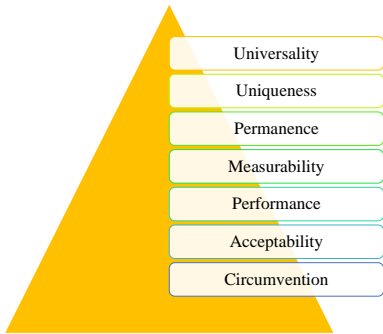 Universality
Uniqueness
Permanence
Measurability
Performance
Acceptability
Circumvention